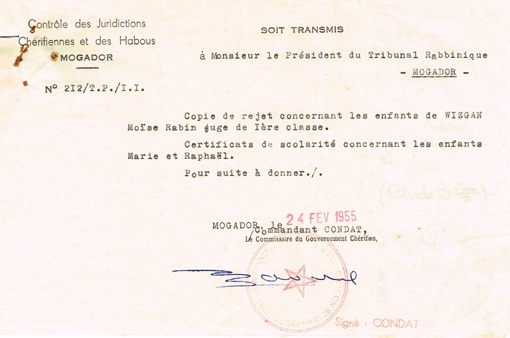 Contrôle des Juridictions
Chérifiennes et des Habous
MOGADOR
N° 212/T.P./I.I.
SOIT TRANSMIS
à Monsieur le Président du Tribunal Rabbinique
- MOGADOR -
Copie de rejet concernant les enfants de WIZGAN
Moïse Rabin juge de Ière classe.
Certificats de scolarité concernant les enfants
Marie et Raphaël.
Pour suite à donner./.
MOGADOR, le 24 FEV 1955
/Commandant CONDAT,
Le Commissaire du Gouvernement Chérifien,
Signé : CONDAT